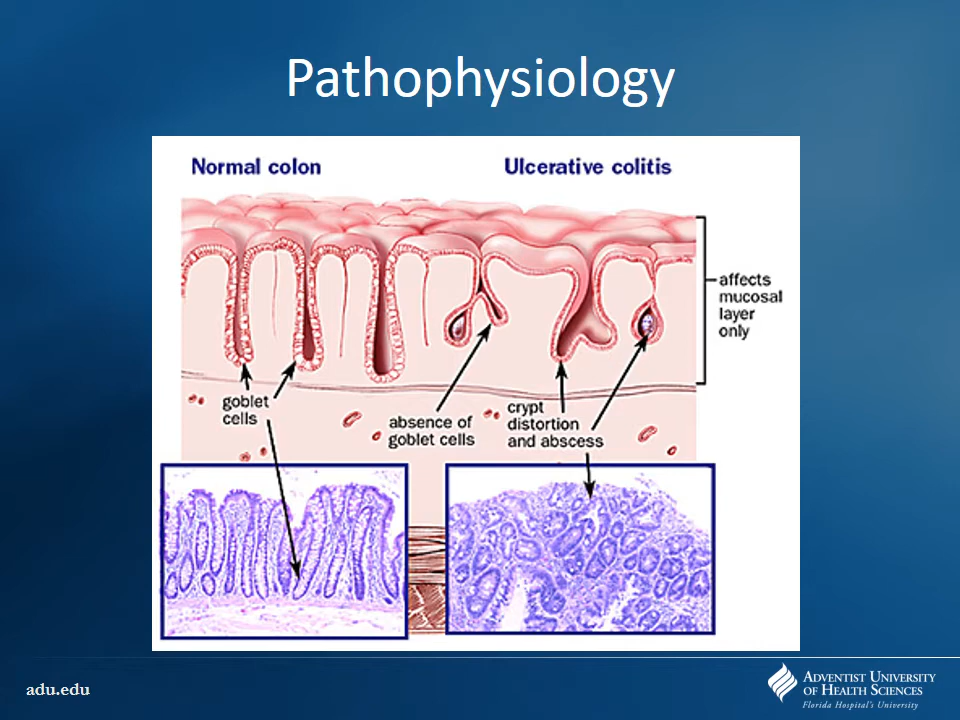 Pathophysiology
Normal colon
Ulcerative colitis
affects
mucosal
layer
only
goblet
cells
absence of
goblet cells
crypt
distortion
and abscess
adu.edu
ADVENTIST UNIVERSITY
OF HEALTH SCIENCES
Florida Hospital's University